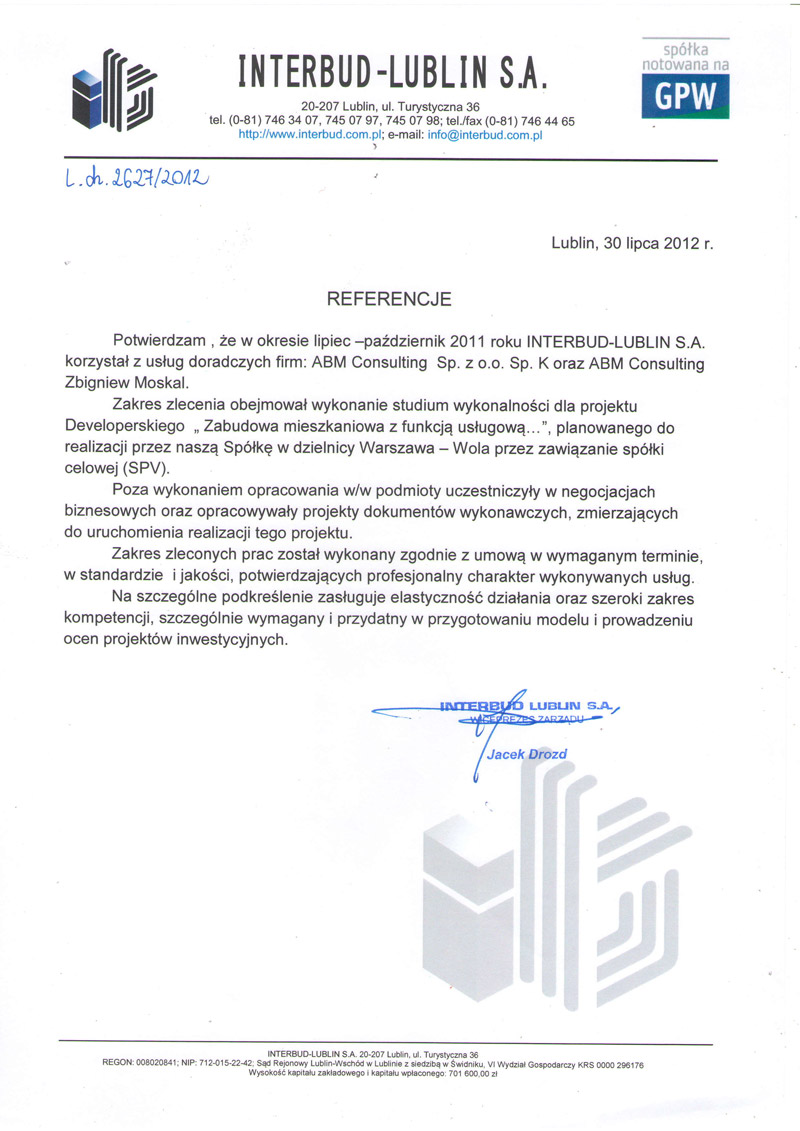 INTERBUD-LUBLIN S.A.
spółka
notowana na
GPW
20-207 Lublin, ul. Turystyczna 36
tel. (0-81) 746 34 07, 745 07 97, 745 07 98; tel./fax (0-81) 746 44 65
http://www.interbud.com.pl; e-mail: info@interbud.com.pl
L.dz. 2627/2012
Lublin, 30 lipca 2012 r.
REFERENCJE
Potwierdzam , że w okresie lipiec –październik 2011 roku INTERBUD-LUBLIN S.A.
korzystał z usług doradczych firm: ABM Consulting Sp. z o.o. Sp. K oraz ABM Consulting
Zbigniew Moskal.
Zakres zlecenia obejmował wykonanie studium wykonalności dla projektu
Developerskiego „ Zabudowa mieszkaniowa z funkcją usługową...”, planowanego do
realizacji przez naszą Spółkę w dzielnicy Warszawa – Wola przez zawiązanie spółki
celowej (SPV).
Poza wykonaniem opracowania w/w podmioty uczestniczyły w negocjacjach
biznesowych oraz opracowywały projekty dokumentów wykonawczych, zmierzających
do uruchomienia realizacji tego projektu.
Zakres zleconych prac został wykonany zgodnie z umową w wymaganym terminie,
w standardzie i jakości, potwierdzających profesjonalny charakter wykonywanych usług.
Na szczególne podkreślenie zasługuje elastyczność działania oraz szeroki zakres
kompetencji, szczególnie wymagany i przydatny w przygotowaniu modelu i prowadzeniu
ocen projektów inwestycyjnych.
INTERBUD LUBLIN S.A.
WICEPREZES ZARZĄDU
Jacek Drozd
INTERBUD-LUBLIN S.A. 20-207 Lublin, ul. Turystyczna 36
REGON: 008020841; NIP: 712-015-22-42; Sąd Rejonowy Lublin-Wschód w Lublinie z siedzibą w Świdniku, VI Wydział Gospodarczy KRS 0000 296176
Wysokość kapitału zakładowego i kapitału wpłaconego: 701 600,00 zł